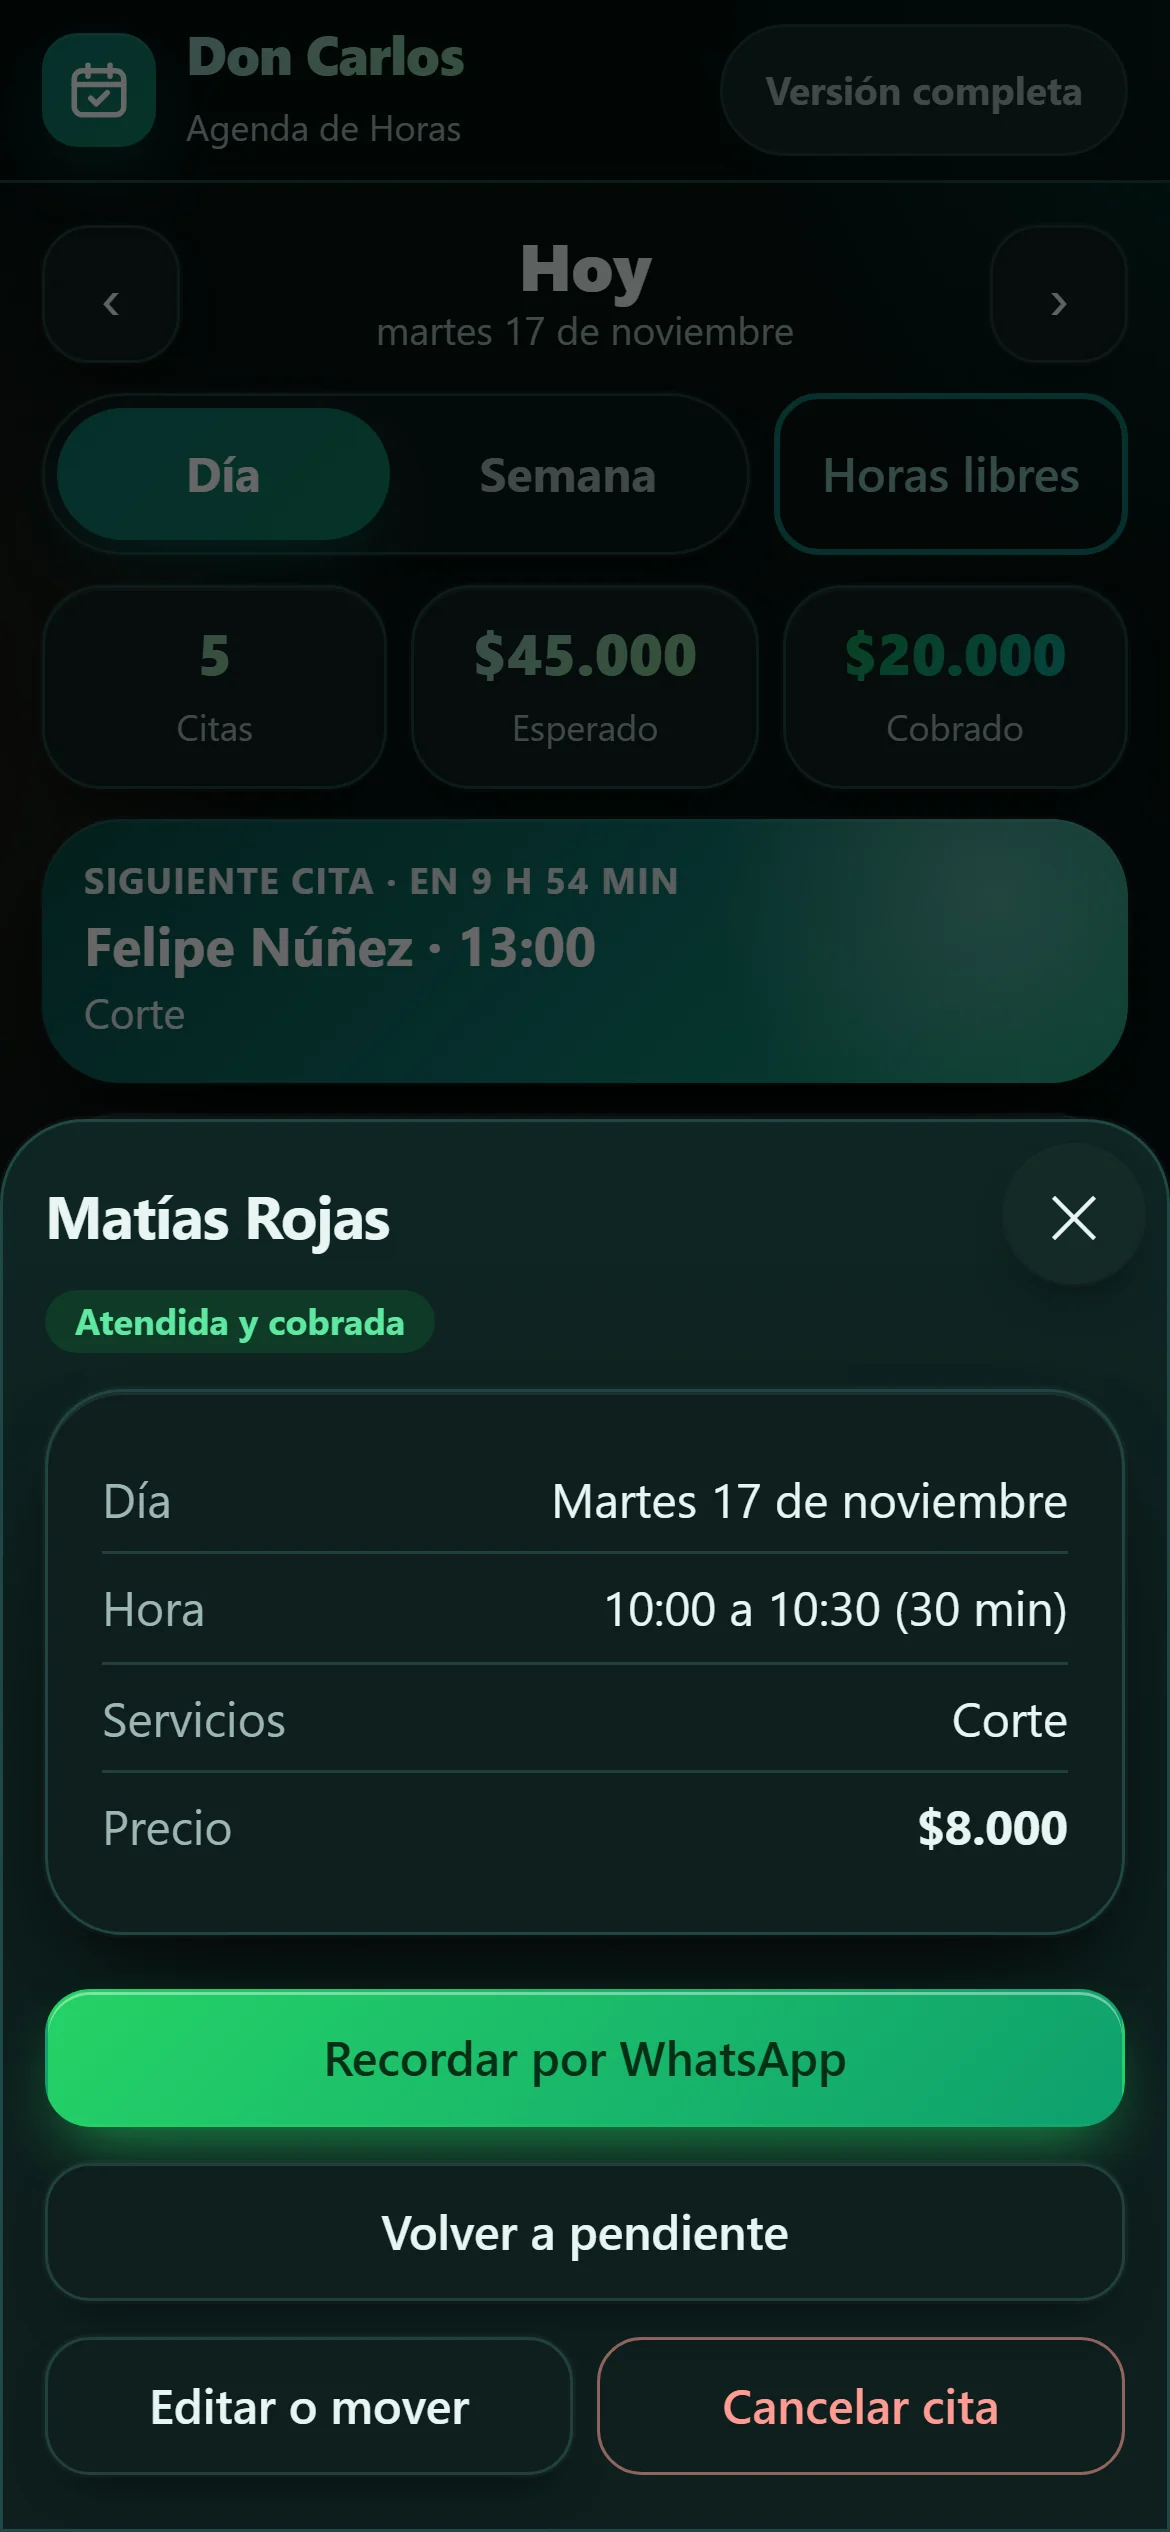 Don Carlos
Agenda de Horas
Versión completa
‹
Hoy
martes 17 de noviembre
›
Día
Semana
Horas libres
5
Citas
$45.000
Esperado
$20.000
Cobrado
SIGUIENTE CITA · EN 9 H 54 MIN
Felipe Núñez · 13:00
Corte
Matías Rojas
Atendida y cobrada
Día Martes 17 de noviembre
Hora 10:00 a 10:30 (30 min)
Servicios Corte
Precio $8.000
Recordar por WhatsApp
Volver a pendiente
Editar o mover
Cancelar cita